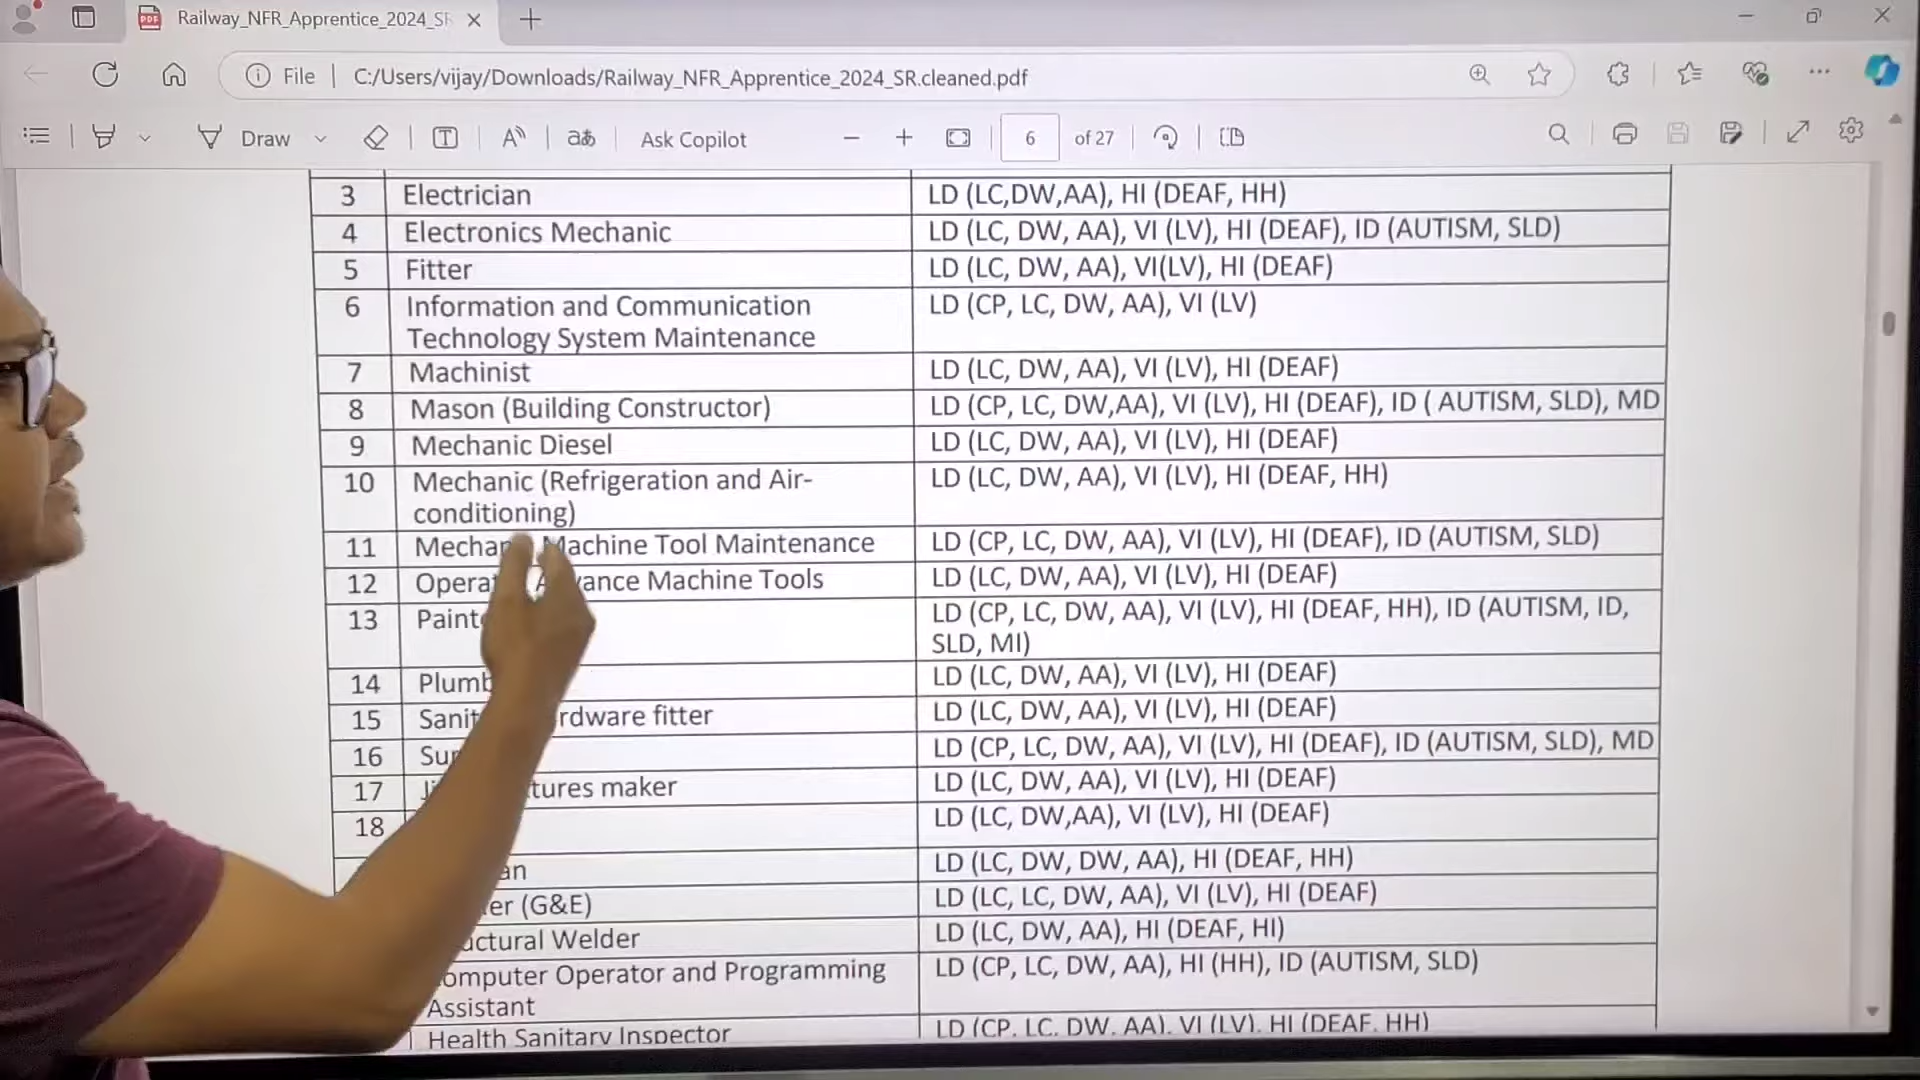 Railway_NFR_Apprentice_2024_SR
File
C:/Users/vijay/Downloads/Railway_NFR_Apprentice_2024_SR.cleaned.pdf
Draw
Ask Copilot
6 of 27
3 Electrician LD (LC,DW,AA), HI (DEAF, HH)
4 Electronics Mechanic LD (LC, DW, AA), VI (LV), HI (DEAF), ID (AUTISM, SLD)
5 Fitter LD (LC, DW, AA), VI(LV), HI (DEAF)
6 Information and Communication LD (CP, LC, DW, AA), VI (LV)
Technology System Maintenance
7 Machinist LD (LC, DW, AA), VI (LV), HI (DEAF)
8 Mason (Building Constructor) LD (CP, LC, DW,AA), VI (LV), HI (DEAF), ID ( AUTISM, SLD), MD
9 Mechanic Diesel LD (LC, DW, AA), VI (LV), HI (DEAF)
10 Mechanic (Refrigeration and Air- LD (LC, DW, AA), VI (LV), HI (DEAF, HH)
conditioning)
11 Machine Tool Maintenance LD (CP, LC, DW, AA), VI (LV), HI (DEAF), ID (AUTISM, SLD)
12 Machine Tools LD (LC, DW, AA), VI (LV), HI (DEAF)
13 LD (CP, LC, DW, AA), VI (LV), HI (DEAF, HH), ID (AUTISM, ID,
SLD, MI)
14 LD (LC, DW, AA), VI (LV), HI (DEAF)
15 fitter LD (LC, DW, AA), VI (LV), HI (DEAF)
16 LD (CP, LC, DW, AA), VI (LV), HI (DEAF), ID (AUTISM, SLD), MD
17 maker LD (LC, DW, AA), VI (LV), HI (DEAF)
18 LD (LC, DW,AA), VI (LV), HI (DEAF)
LD (LC, DW, DW, AA), HI (DEAF, HH)
(G&E) LD (LC, LC, DW, AA), VI (LV), HI (DEAF)
Welder LD (LC, DW, AA), HI (DEAF, HI)
Operator and Programming LD (CP, LC, DW, AA), HI (HH), ID (AUTISM, SLD)
Assistant
Health Sanitary Inspector LD (CP, LC, DW, AA), VI (LV), HI (DEAF, HH)